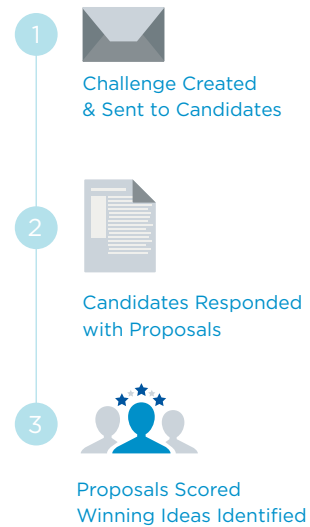 1
Challenge Created
& Sent to Candidates
2
Candidates Responded
with Proposals
3
Proposals Scored
Winning Ideas Identified